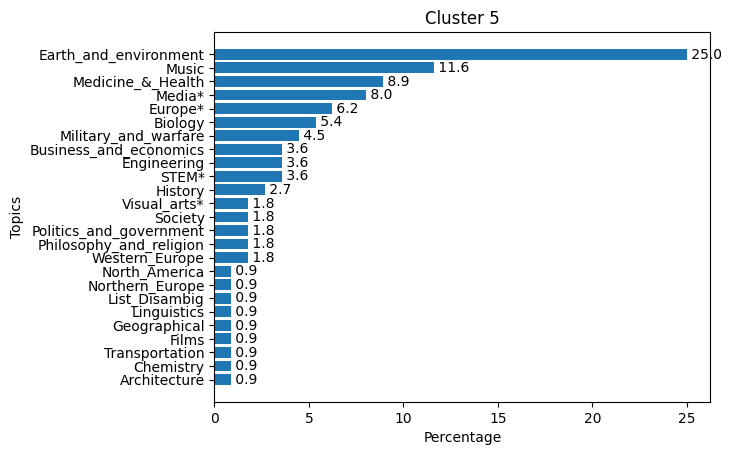 Cluster 5
Earth_and_environment 25.0
Music 11.6
Medicine_&_Health 8.9
Media* 8.0
Europe* 6.2
Biology 5.4
Military_and_warfare 4.5
Business_and_economics 3.6
Engineering 3.6
STEM* 3.6
History 2.7
Visual_arts* 1.8
Society 1.8
Politics_and_government 1.8
Philosophy_and_religion 1.8
Western_Europe 1.8
North_America 0.9
Northern_Europe 0.9
List_Disambig 0.9
Linguistics 0.9
Geographical 0.9
Films 0.9
Transportation 0.9
Chemistry 0.9
Architecture 0.9
Topics
0 5 10 15 20 25
Percentage